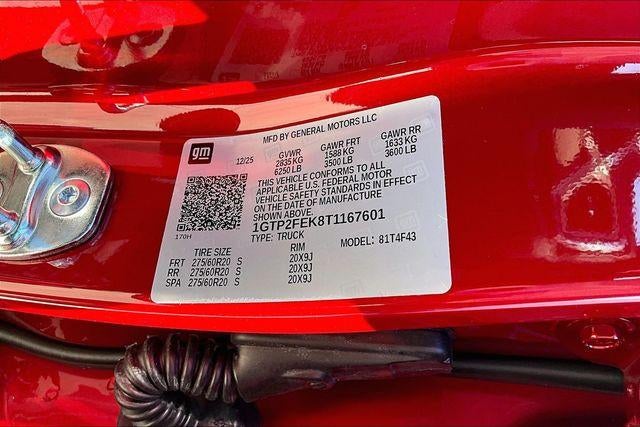 MFD BY GENERAL MOTORS LLC
gm 12/25 GVWR GAWR FRT GAWR RR
2835 KG 1588 KG 1633 KG
6250 LB 3500 LB 3600 LB
THIS VEHICLE CONFORMS TO ALL
APPLICABLE U.S. FEDERAL MOTOR
VEHICLE SAFETY STANDARDS IN EFFECT
ON THE DATE OF MANUFACTURE
SHOWN ABOVE.
1GTP2FEK8T1167601
170H TYPE: TRUCK MODEL: 81T4F43
TIRE SIZE RIM
FRT 275/60R20 S 20X9J
RR 275/60R20 S 20X9J
SPA 275/60R20 S 20X9J